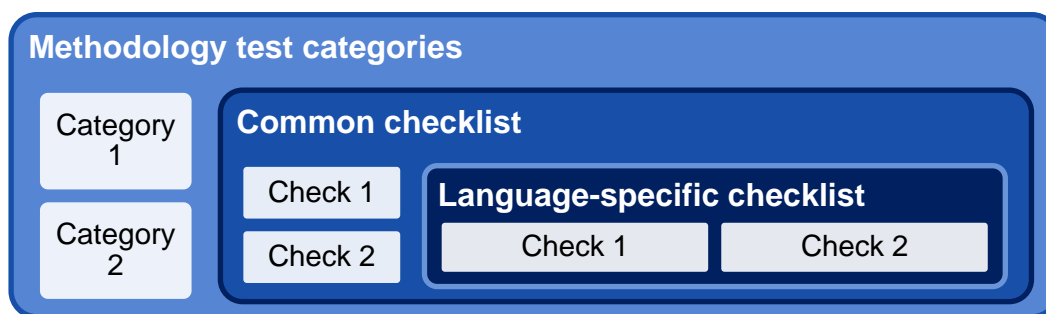 Methodology test categories
Category
1
Category
2
Common checklist
Check 1
Check 2
Language-specific checklist
Check 1
Check 2